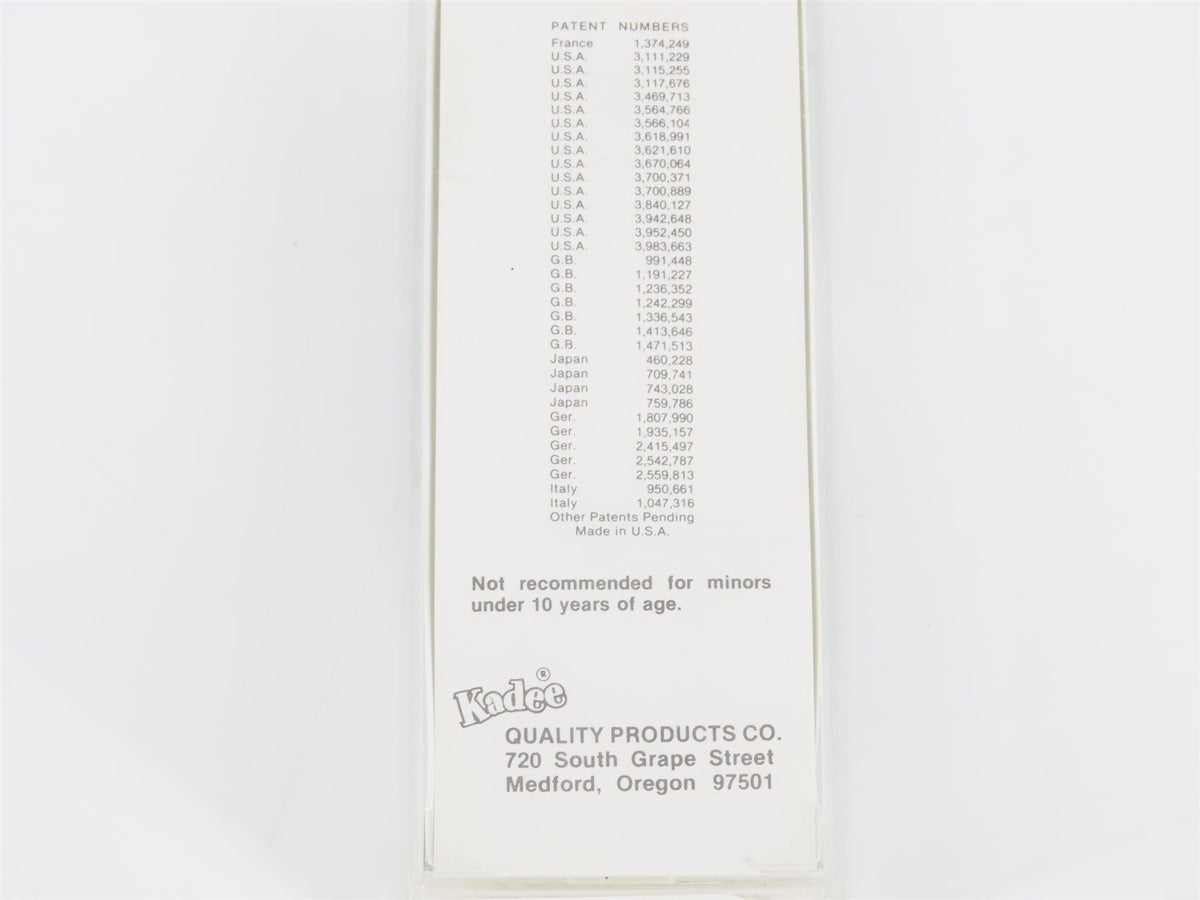 PATENT NUMBERS
France 1,374,249
U.S.A. 3,111,229
U.S.A. 3,115,255
U.S.A. 3,117,676
U.S.A. 3,469,713
U.S.A. 3,564,766
U.S.A. 3,566,104
U.S.A. 3,618,991
U.S.A. 3,621,610
U.S.A. 3,670,064
U.S.A. 3,700,371
U.S.A. 3,700,889
U.S.A. 3,840,127
U.S.A. 3,942,648
U.S.A. 3,952,450
U.S.A. 3,983,663
G.B. 991,448
G.B. 1,191,227
G.B. 1,236,352
G.B. 1,242,299
G.B. 1,336,543
G.B. 1,413,646
G.B. 1,471,513
Japan 460,228
Japan 709,741
Japan 743,028
Japan 759,786
Ger. 1,807,990
Ger. 1,935,157
Ger. 2,415,497
Ger. 2,542,787
Ger. 2,559,813
Italy 950,661
Italy 1,047,316
Other Patents Pending
Made in U.S.A.
Not recommended for minors
under 10 years of age.
Kadee®
QUALITY PRODUCTS CO.
720 South Grape Street
Medford, Oregon 97501